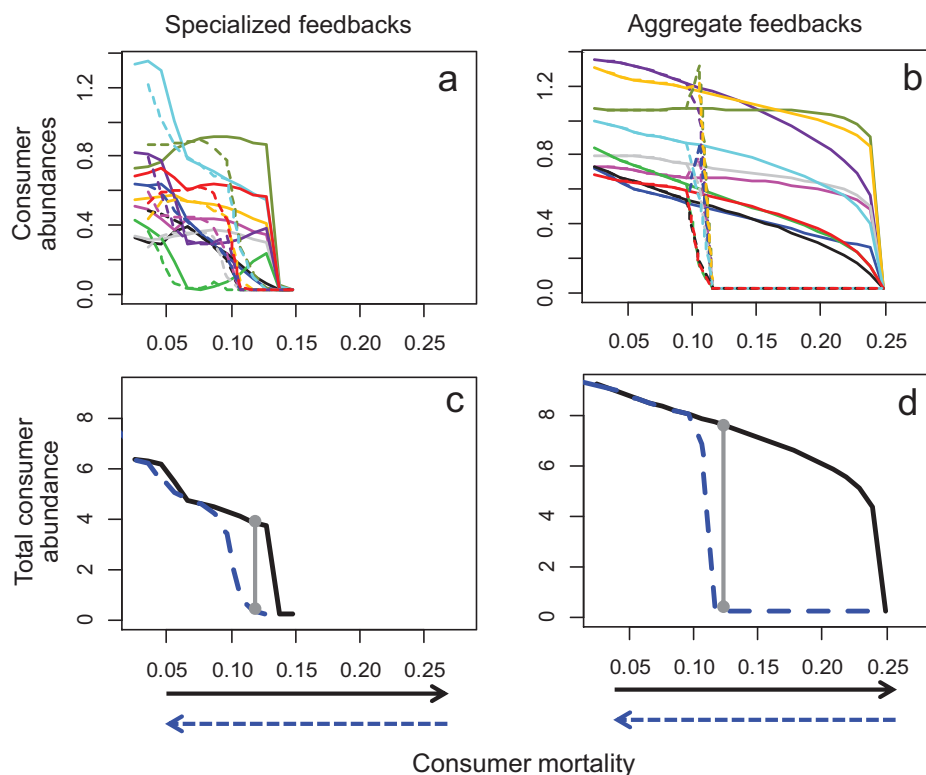 Specialized feedbacks
Aggregate feedbacks
Consumer
abundances
a
0.0 0.4 0.8 1.2
0.05 0.10 0.15 0.20 0.25
b
0.0 0.4 0.8 1.2
0.05 0.10 0.15 0.20 0.25
Total consumer
abundance
c
0 2 4 6 8
0.05 0.10 0.15 0.20 0.25
d
0 2 4 6 8
0.05 0.10 0.15 0.20 0.25
Consumer mortality